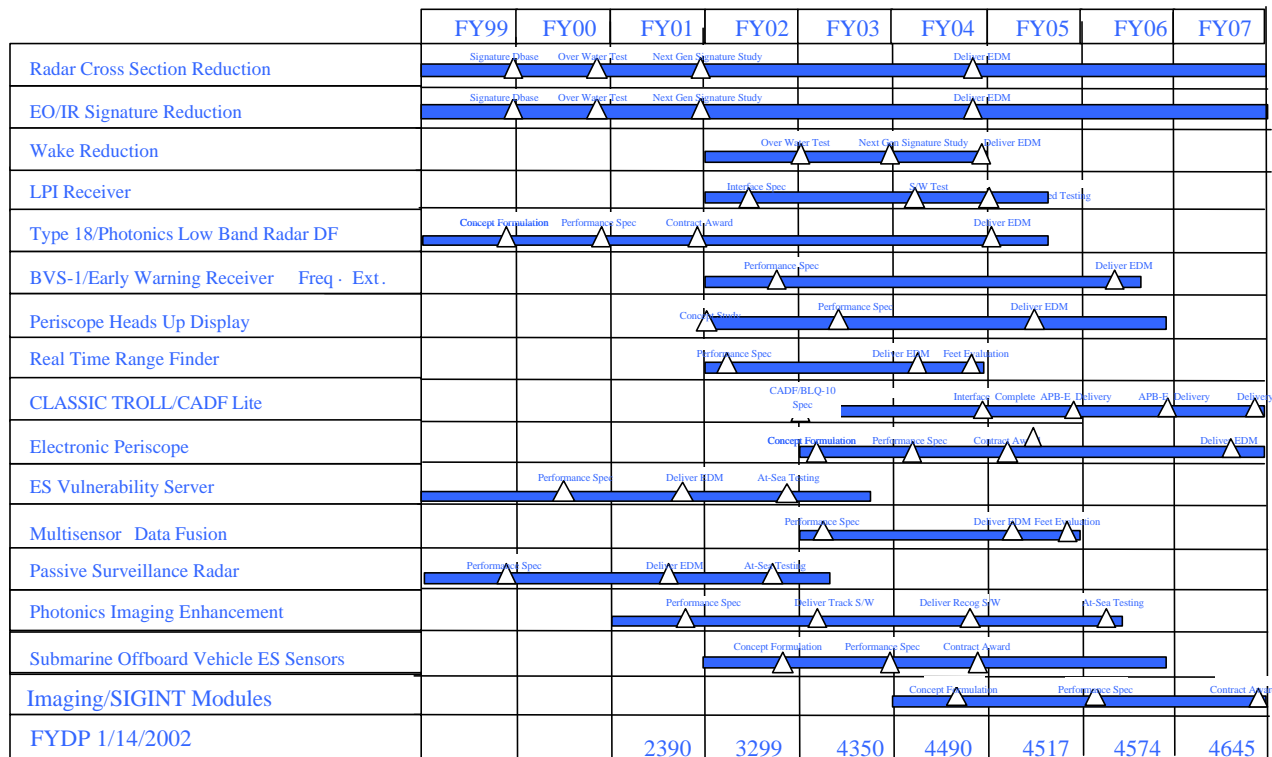 FY99 FY00 FY01 FY02 FY03 FY04 FY05 FY06 FY07
Signature Dbase Over Water Test Next Gen Signature Study Deliver EDM
Radar Cross Section Reduction
Signature Dbase Over Water Test Next Gen Signature Study Deliver EDM
EO/IR Signature Reduction
Over Water Test Next Gen Signature Study Deliver EDM
Wake Reduction
Interface Spec S/W Test Testing
LPI Receiver
Concept Formulation Performance Spec Contract Award Deliver EDM
Type 18/Photonics Low Band Radar DF
Performance Spec Deliver EDM
BVS-1/Early Warning Receiver Freq. Ext.
Concept Study Performance Spec Deliver EDM
Periscope Heads Up Display
Performance Spec Deliver EDM Feet Evaluation
Real Time Range Finder
CADF/BLQ-10
Spec Interface Complete APB-E Delivery APB-E Delivery Delivery
CLASSIC TROLL/CADF Lite
Concept Formulation Performance Spec Contract Award Deliver EDM
Electronic Periscope
Performance Spec Deliver EDM At-Sea Testing
ES Vulnerability Server
Performance Spec Deliver EDM Feet Evaluation
Multisensor Data Fusion
Performance Spec Deliver EDM At-Sea Testing
Passive Surveillance Radar
Performance Spec Deliver Track S/W Deliver Recog S/W At-Sea Testing
Photonics Imaging Enhancement
Concept Formulation Performance Spec Contract Award
Submarine Offboard Vehicle ES Sensors
Concept Formulation Performance Spec Contract Awar
Imaging/SIGINT Modules
FYDP 1/14/2002
2390 3299 4350 4490 4517 4574 4645